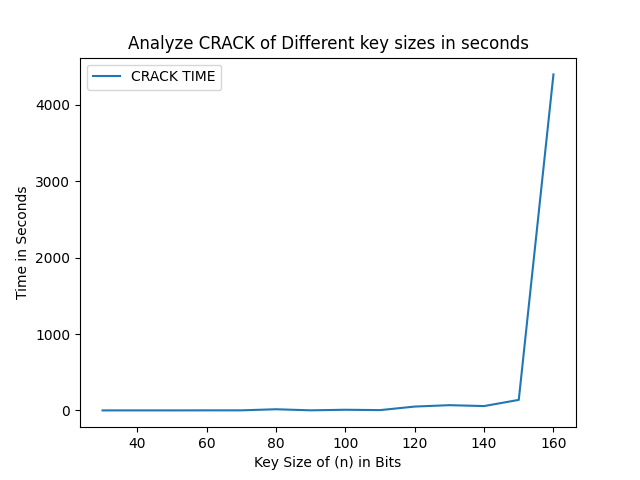 Analyze CRACK of Different key sizes in seconds
CRACK TIME
4000
3000
2000
1000
0
Time in Seconds
40 60 80 100 120 140 160
Key Size of (n) in Bits